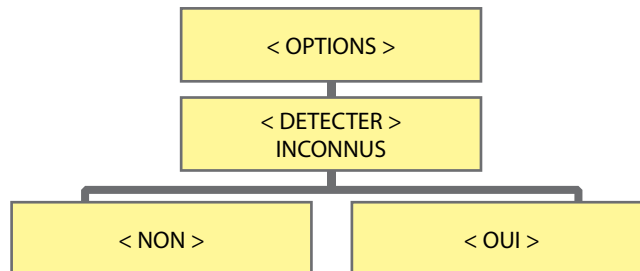 < OPTIONS >
< DETECTER >
INCONNUS
< NON >
< OUI >